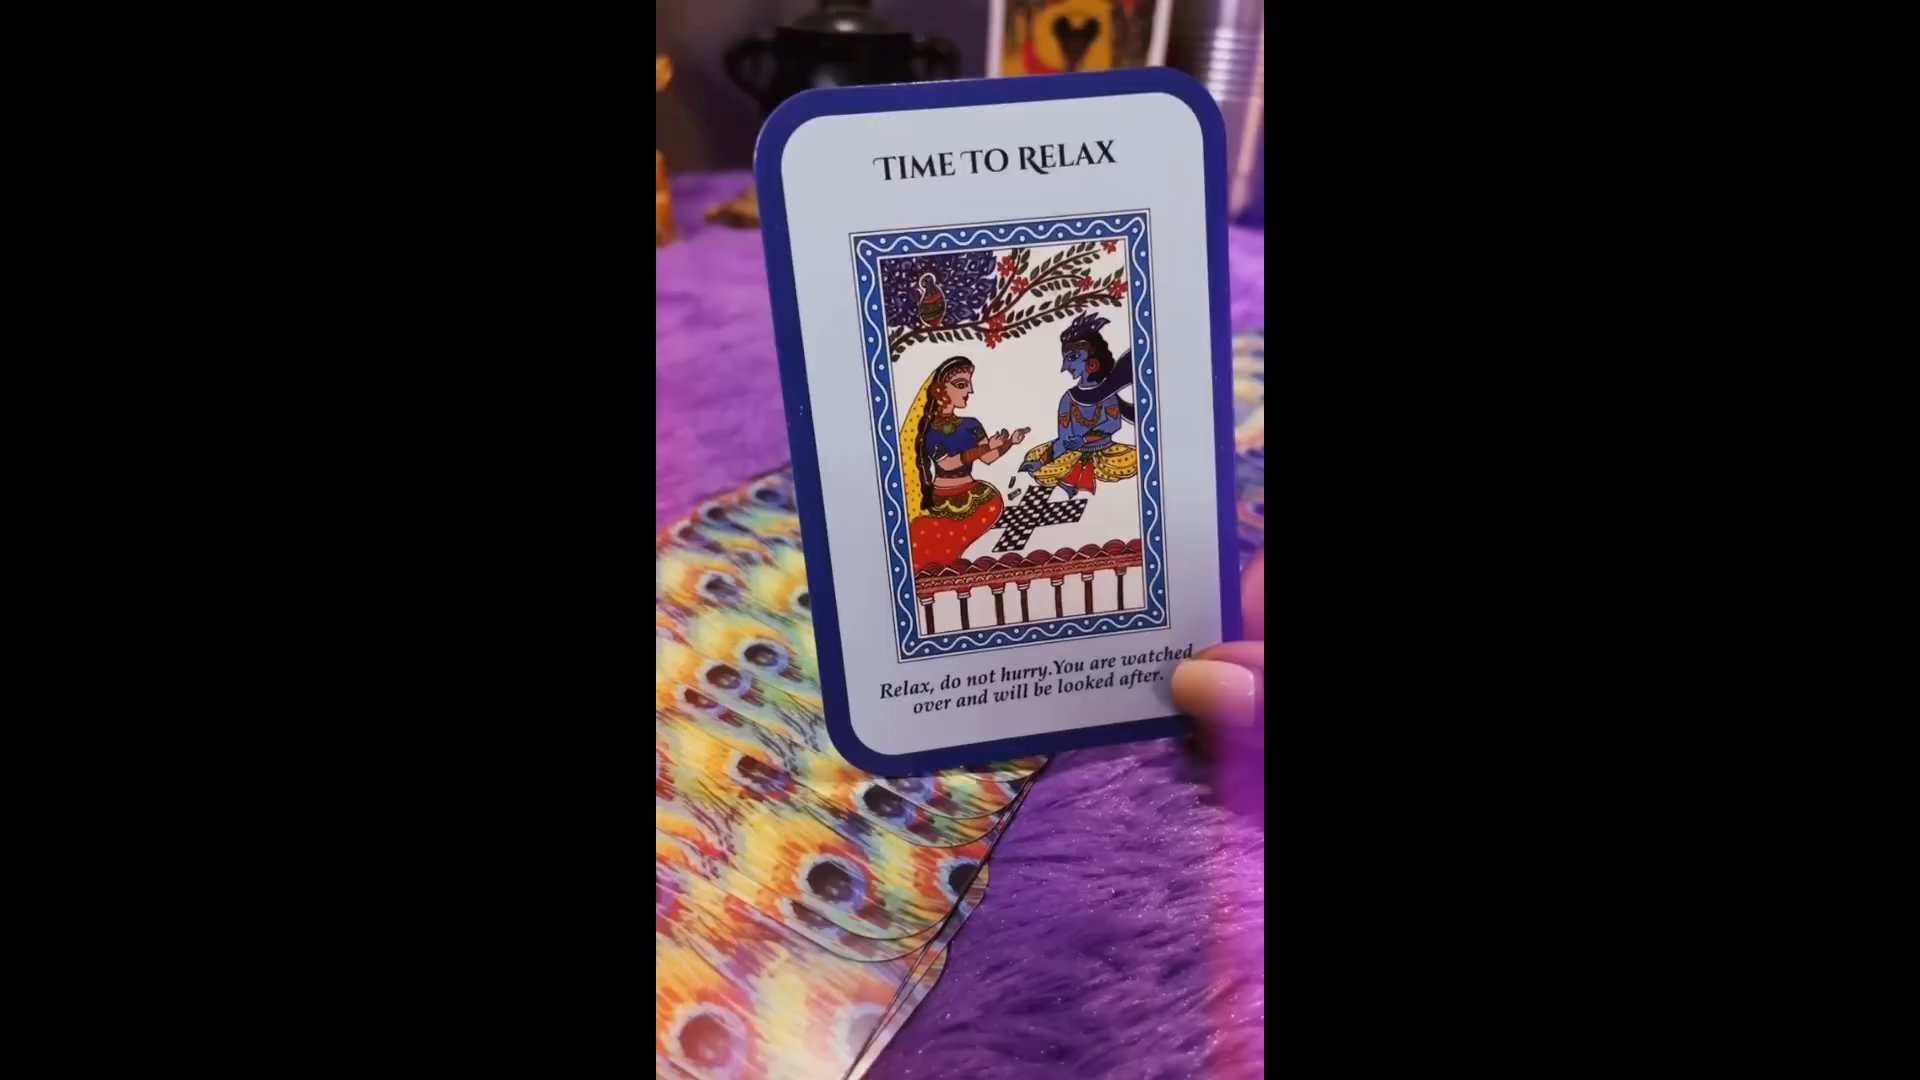 TIME TO RELAX
Relax, do not hurry.You are watched
over and will be looked after.